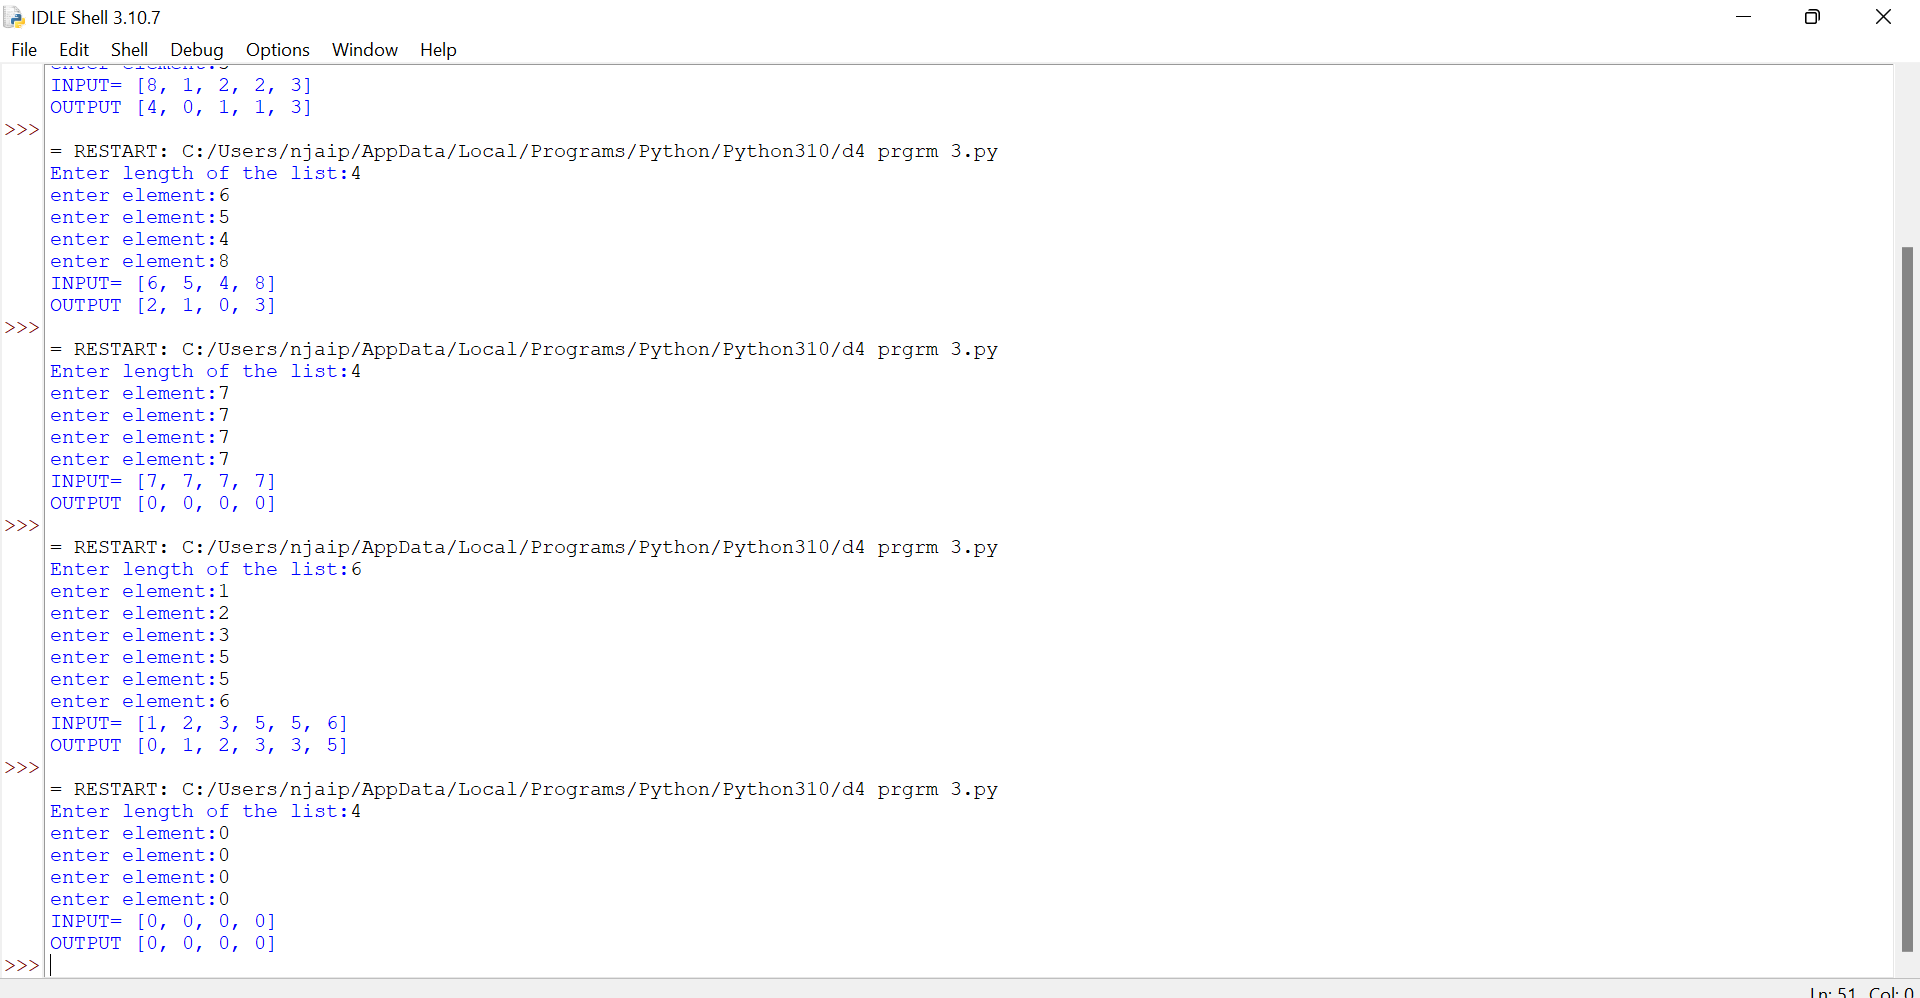 IDLE Shell 3.10.7
File Edit Shell Debug Options Window Help
INPUT= [8, 1, 2, 2, 3]
OUTPUT [4, 0, 1, 1, 3]
>>>
= RESTART: C:/Users/njaip/AppData/Local/Programs/Python/Python310/d4 prgrm 3.py
Enter length of the list:4
enter element:6
enter element:5
enter element:4
enter element:8
INPUT= [6, 5, 4, 8]
OUTPUT [2, 1, 0, 3]
>>>
= RESTART: C:/Users/njaip/AppData/Local/Programs/Python/Python310/d4 prgrm 3.py
Enter length of the list:4
enter element:7
enter element:7
enter element:7
enter element:7
INPUT= [7, 7, 7, 7]
OUTPUT [0, 0, 0, 0]
>>>
= RESTART: C:/Users/njaip/AppData/Local/Programs/Python/Python310/d4 prgrm 3.py
Enter length of the list:6
enter element:1
enter element:2
enter element:3
enter element:5
enter element:5
enter element:6
INPUT= [1, 2, 3, 5, 5, 6]
OUTPUT [0, 1, 2, 3, 3, 5]
>>>
= RESTART: C:/Users/njaip/AppData/Local/Programs/Python/Python310/d4 prgrm 3.py
Enter length of the list:4
enter element:0
enter element:0
enter element:0
enter element:0
INPUT= [0, 0, 0, 0]
OUTPUT [0, 0, 0, 0]
>>>
Ln: 51 Col: 0